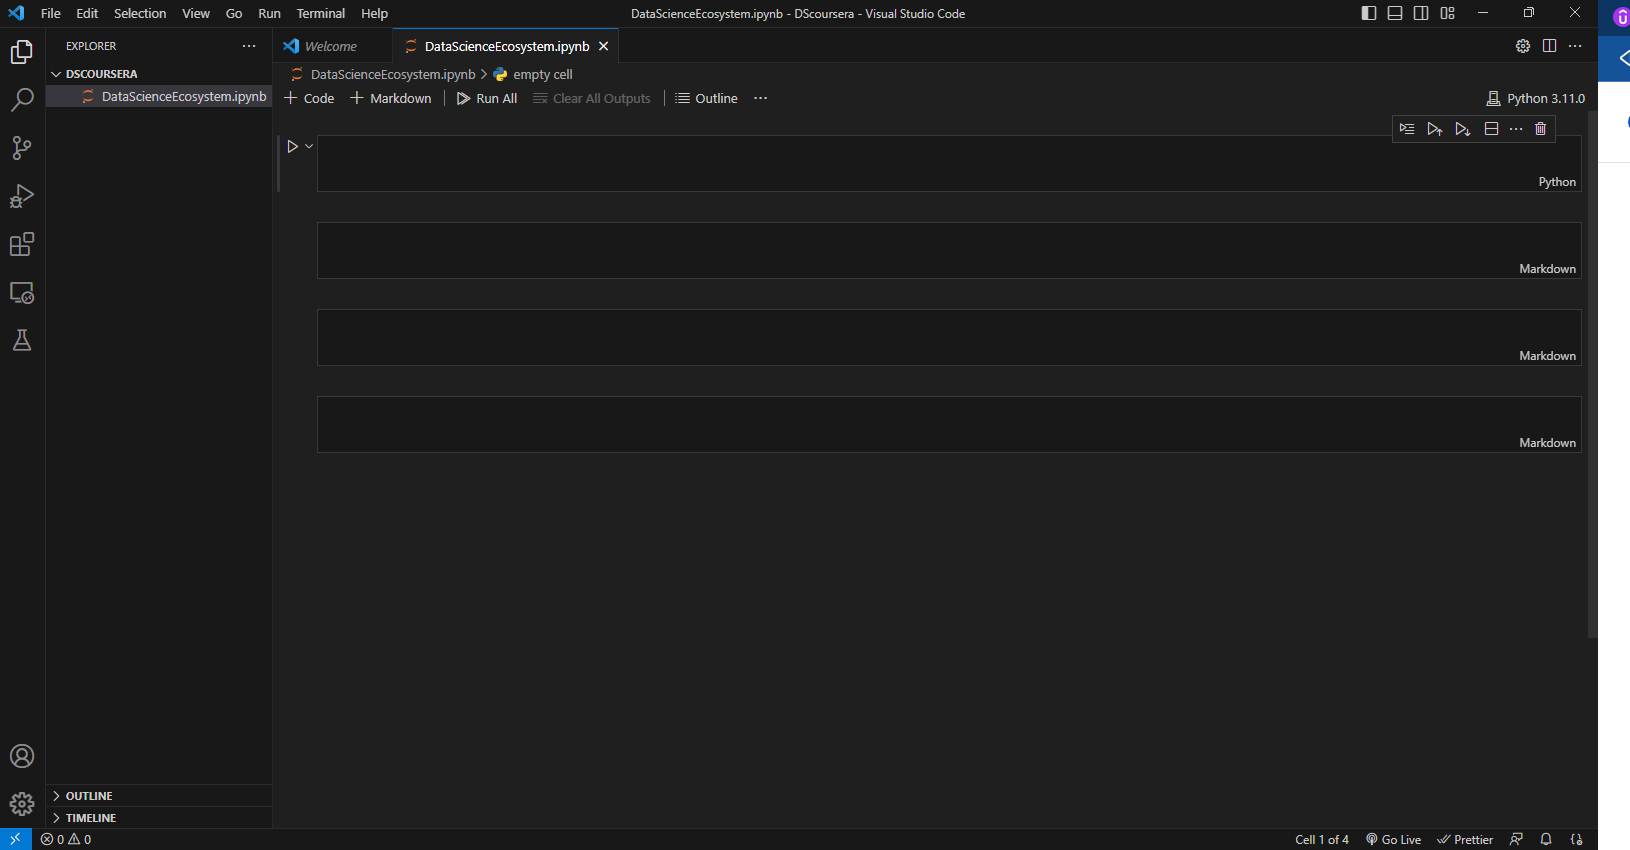 File Edit Selection View Go Run Terminal Help
DataScienceEcosystem.ipynb - DScoursera - Visual Studio Code
EXPLORER
Welcome
DataScienceEcosystem.ipynb
DSCOURSERA
DataScienceEcosystem.ipynb
DataScienceEcosystem.ipynb > empty cell
Code Markdown Run All Clear All Outputs Outline
Python 3.11.0
Python
Markdown
Markdown
Markdown
OUTLINE
TIMELINE
0 0
Cell 1 of 4 Go Live Prettier